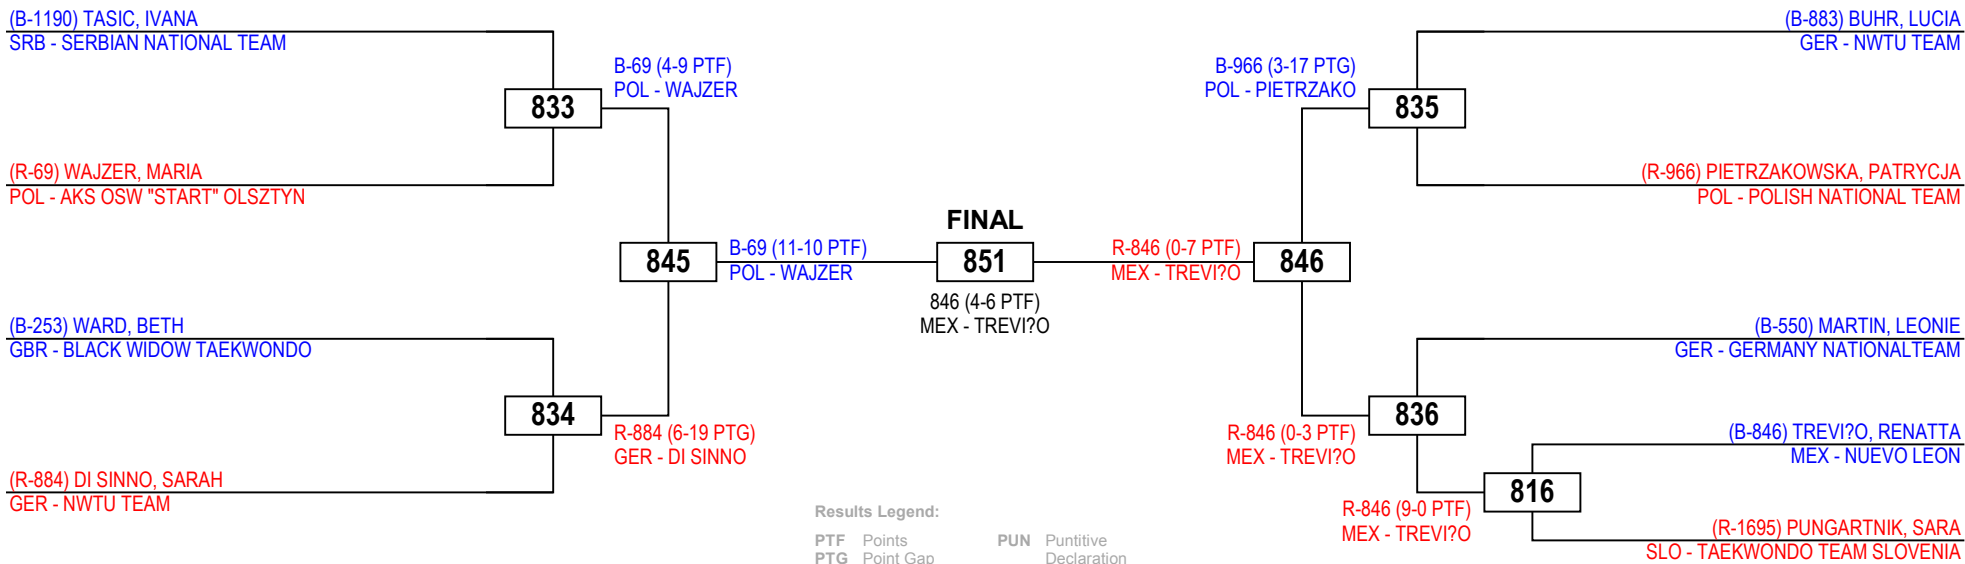 (B-1190) TASIC, IVANA
SRB - SERBIAN NATIONAL TEAM
B-69 (4-9 PTF)
POL - WAJZER
833
(R-69) WAJZER, MARIA
POL - AKS OSW "START" OLSZTYN
845
B-69 (11-10 PTF)
POL - WAJZER
(B-253) WARD, BETH
GBR - BLACK WIDOW TAEKWONDO
834
R-884 (6-19 PTG)
GER - DI SINNO
(R-884) DI SINNO, SARAH
GER - NWTU TEAM
FINAL
851
846 (4-6 PTF)
MEX - TREVI?O
(B-883) BUHR, LUCIA
GER - NWTU TEAM
B-966 (3-17 PTG)
POL - PIETRZAKO
835
(R-966) PIETRZAKOWSKA, PATRYCJA
POL - POLISH NATIONAL TEAM
R-846 (0-7 PTF)
MEX - TREVI?O
846
(B-550) MARTIN, LEONIE
GER - GERMANY NATIONALTEAM
836
R-846 (0-3 PTF)
MEX - TREVI?O
(B-846) TREVI?O, RENATTA
MEX - NUEVO LEON
816
R-846 (9-0 PTF)
MEX - TREVI?O
(R-1695) PUNGARTNIK, SARA
SLO - TAEKWONDO TEAM SLOVENIA
Results Legend:
PTF Points
PTG Point Gap
PUN Puntitive
Declaration